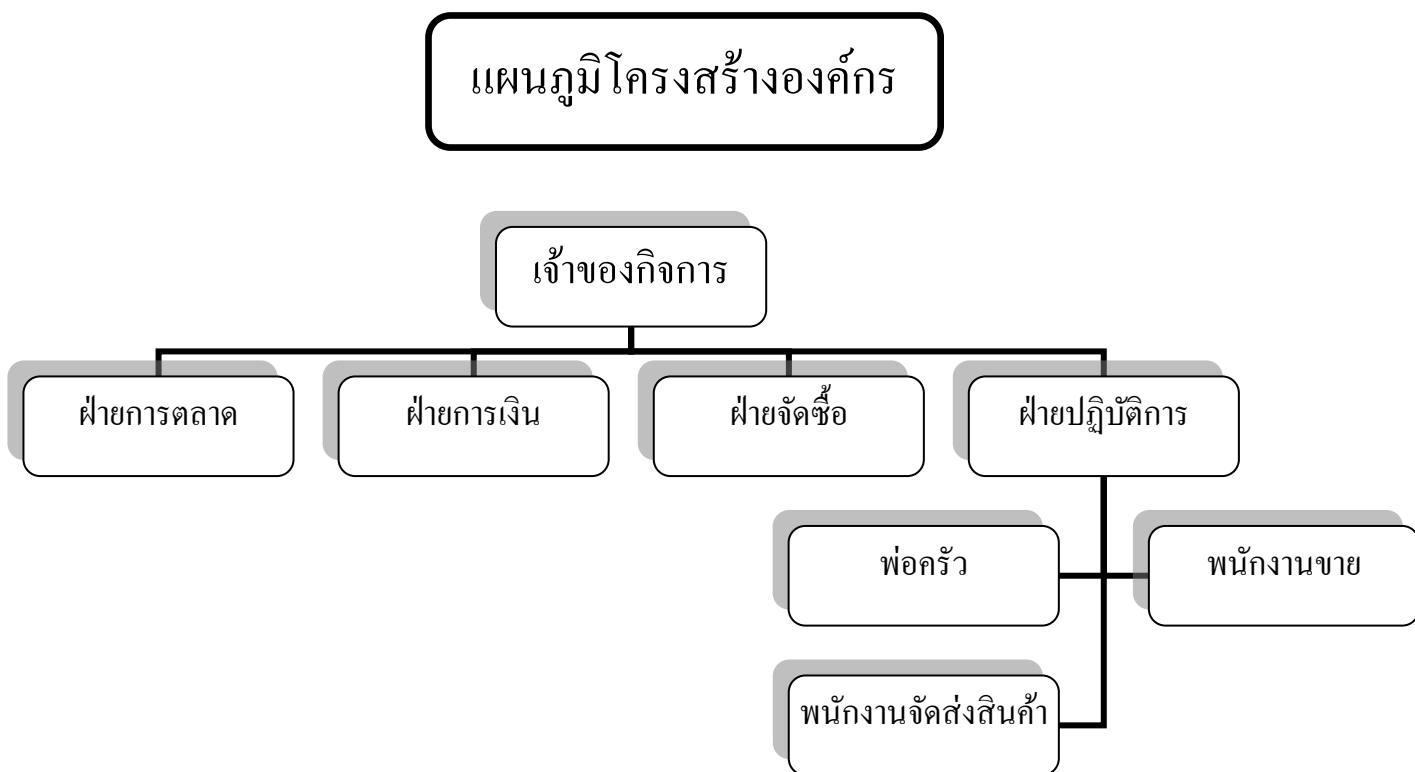 แผนภูมิโครงสร้างองค์กร
เจ้าของกิจการ
ฝ่ายการตลาด
ฝ่ายการเงิน
ฝ่ายจัดซื้อ
ฝ่ายปฏิบัติการ
พ่อครัว
พนักงานขาย
พนักงานจัดส่งสินค้า